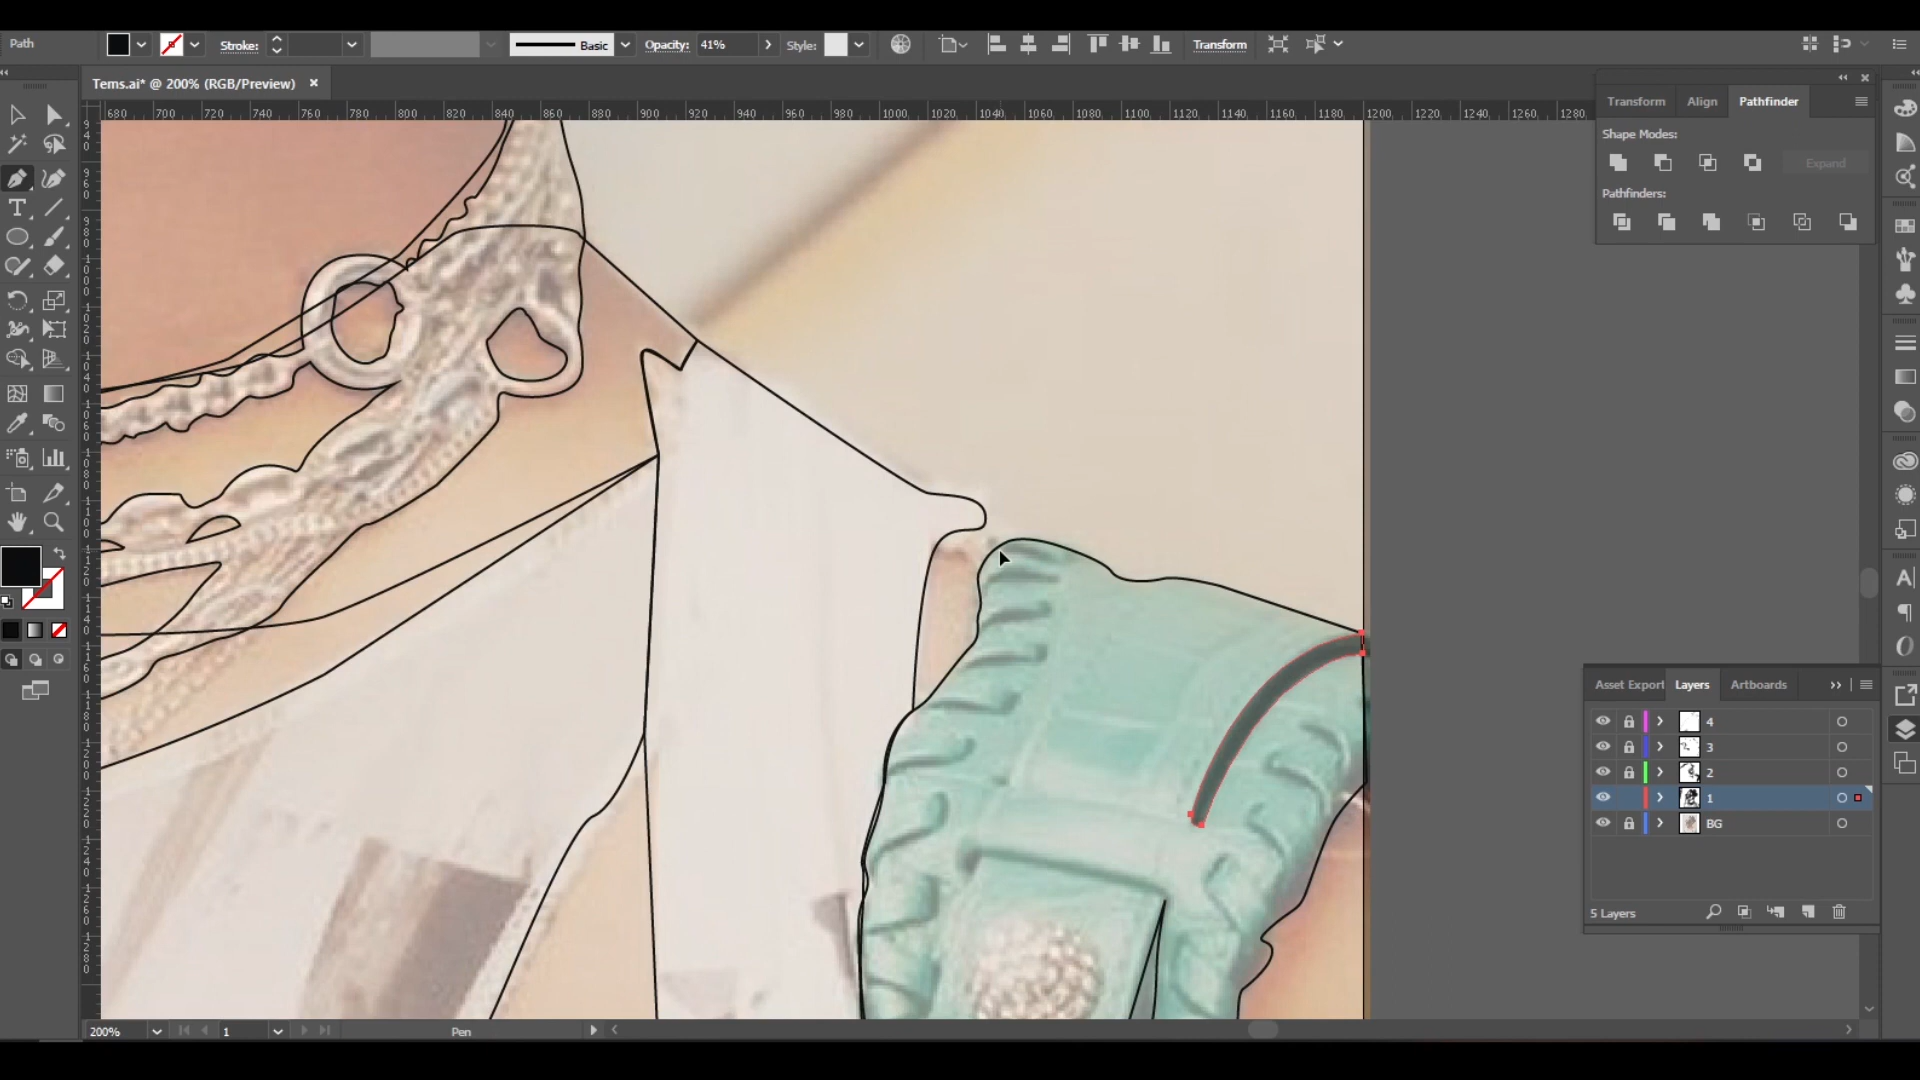 Path
Stroke:
Basic
Opacity:
41%
Style:
Transform
Tems.ai* @ 200% (RGB/Preview)
680 700 720 740 760 780 800 820 840 860 880 900 920 940 960 980 1000 1020 1040 1060 1080 1100 1120 1140 1160 1180 1200 1220 1240 1260 1280
Transform
Align
Pathfinder
Shape Modes:
Expand
Pathfinders:
Asset Export
Layers
Artboards
4
3
2
1
BG
5 Layers
200%
1
Pen